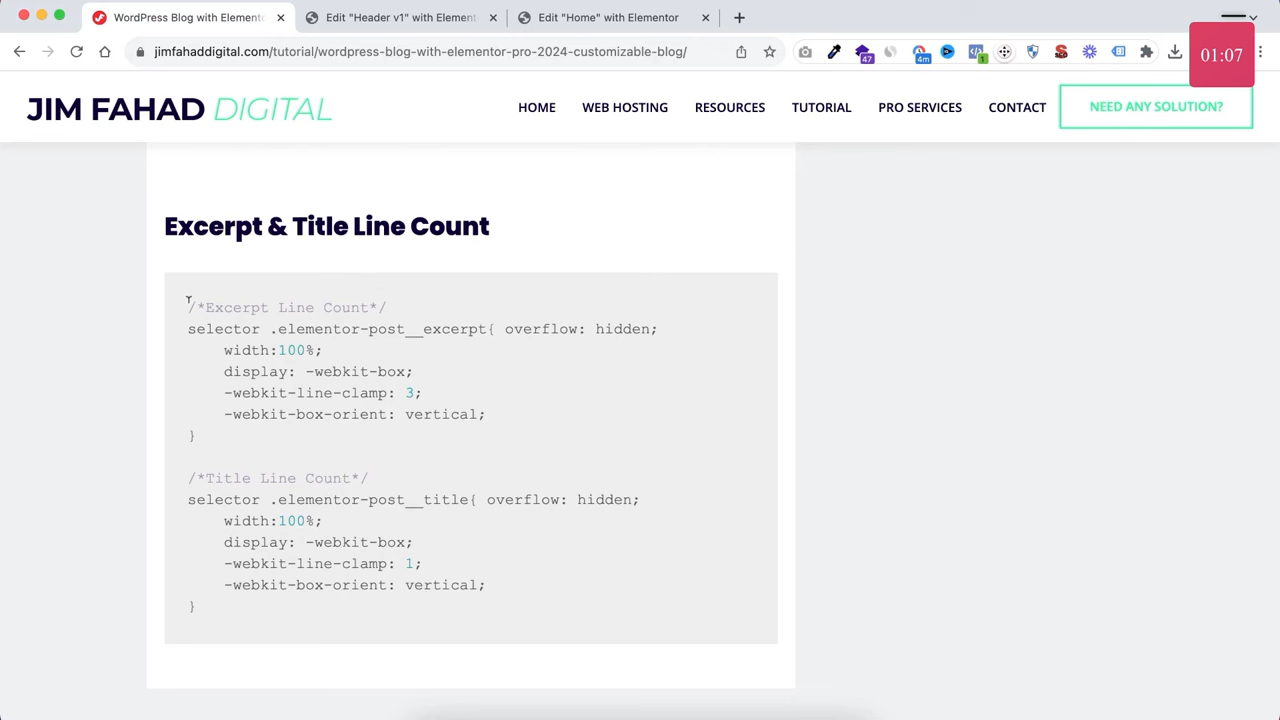 WordPress Blog with Elemento
Edit "Header v1" with Element
Edit "Home" with Elementor
jimfahaddigital.com/tutorial/wordpress-blog-with-elementor-pro-2024-customizable-blog/
47
4m
1
01:07
JIM FAHAD DIGITAL
HOME
WEB HOSTING
RESOURCES
TUTORIAL
PRO SERVICES
CONTACT
NEED ANY SOLUTION?
Excerpt & Title Line Count
/*Excerpt Line Count*/
selector .elementor-post__excerpt{ overflow: hidden;
width:100%;
display: -webkit-box;
-webkit-line-clamp: 3;
-webkit-box-orient: vertical;
}
/*Title Line Count*/
selector .elementor-post__title{ overflow: hidden;
width:100%;
display: -webkit-box;
-webkit-line-clamp: 1;
-webkit-box-orient: vertical;
}